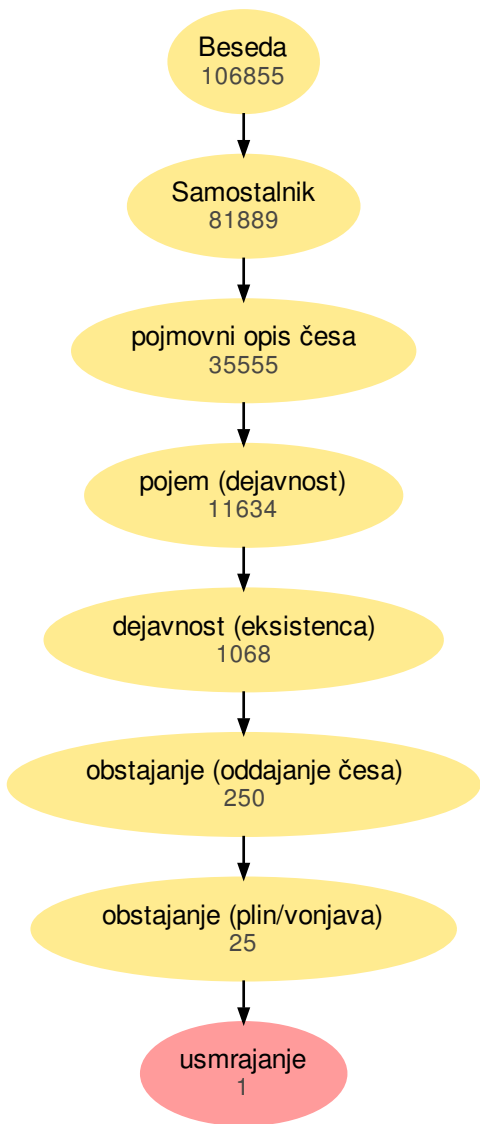 Beseda
106855
Samostalnik
81889
pojmovni opis česa
35555
pojem (dejavnost)
11634
dejavnost (eksistenca)
1068
obstajanje (oddajanje česa)
250
obstajanje (plin/vonjava)
25
usmrajanje
1